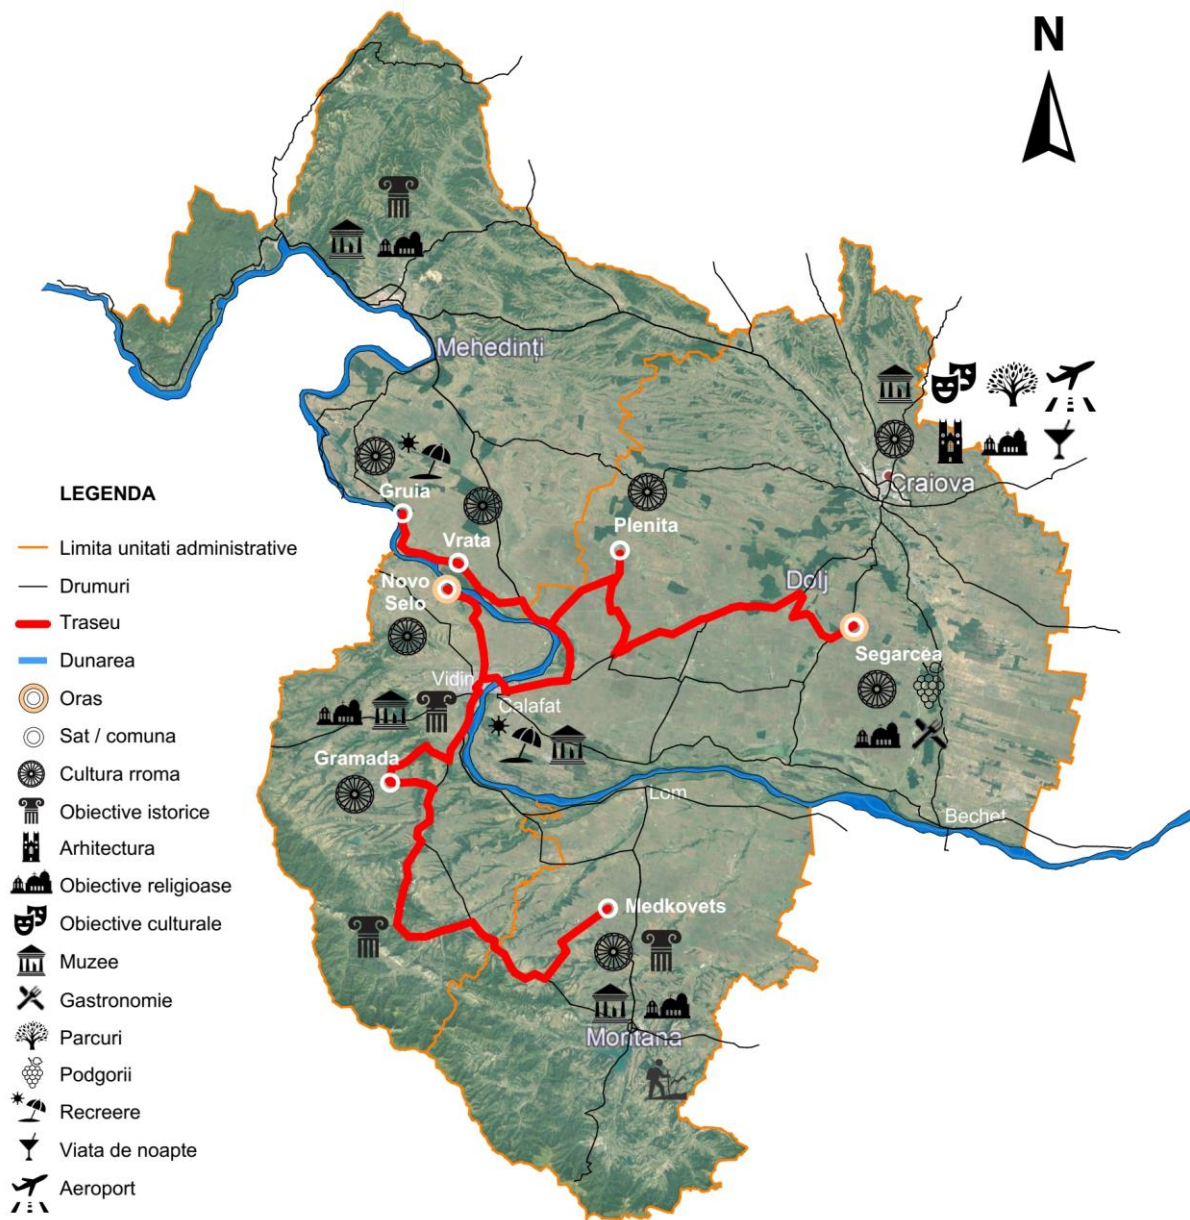 N
Mehedinți
Craiova
Gruia
Vrata
Plenita
Novo
Selo
Dolj
Segarcea
Vidin
Calafat
Gramada
Lom
Bechet
Medkovets
Montana
LEGENDA
Limita unitati administrative
Drumuri
Traseu
Dunarea
Oras
Sat / comuna
Cultura rroma
Obiective istorice
Arhitectura
Obiective religioase
Obiective culturale
Muzee
Gastronomie
Parcuri
Podgorii
Recreere
Viata de noapte
Aeroport